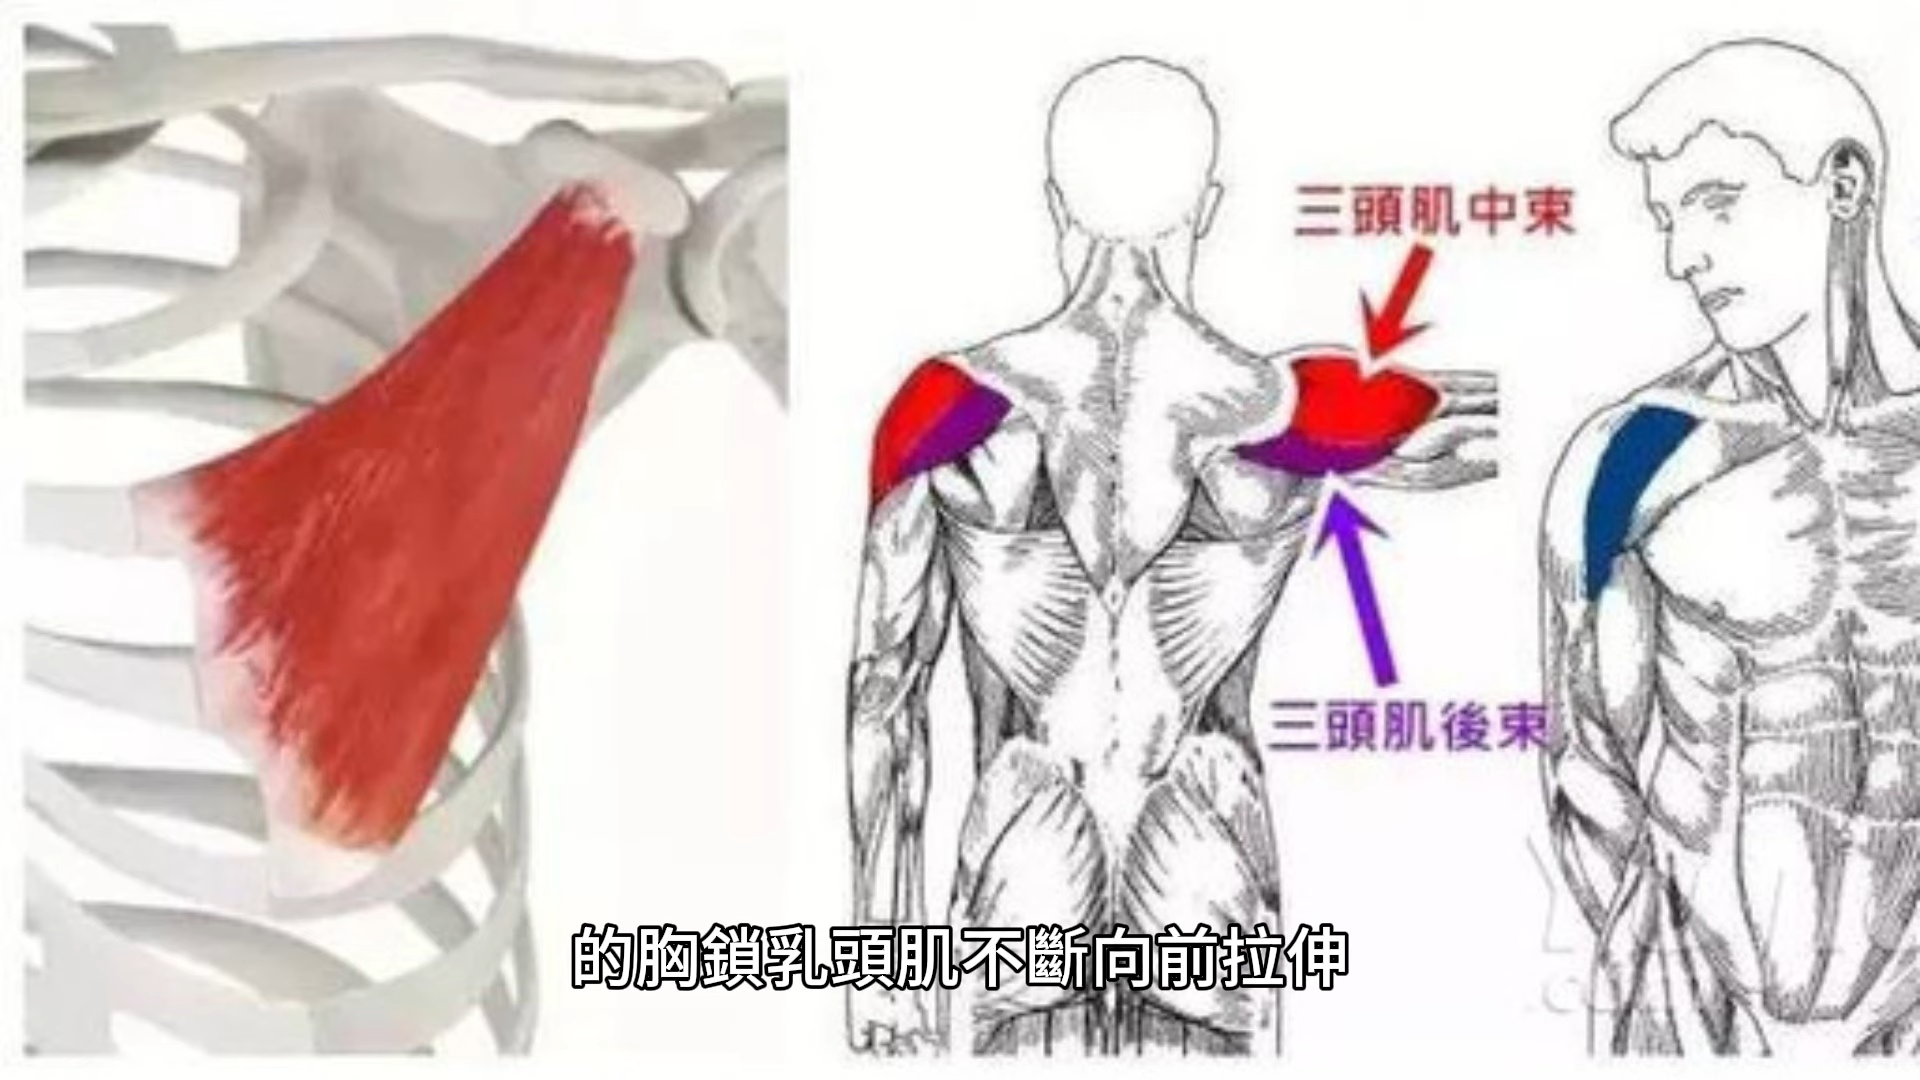 三頭肌中束
三頭肌後束
的胸鎖乳頭肌不斷向前拉伸